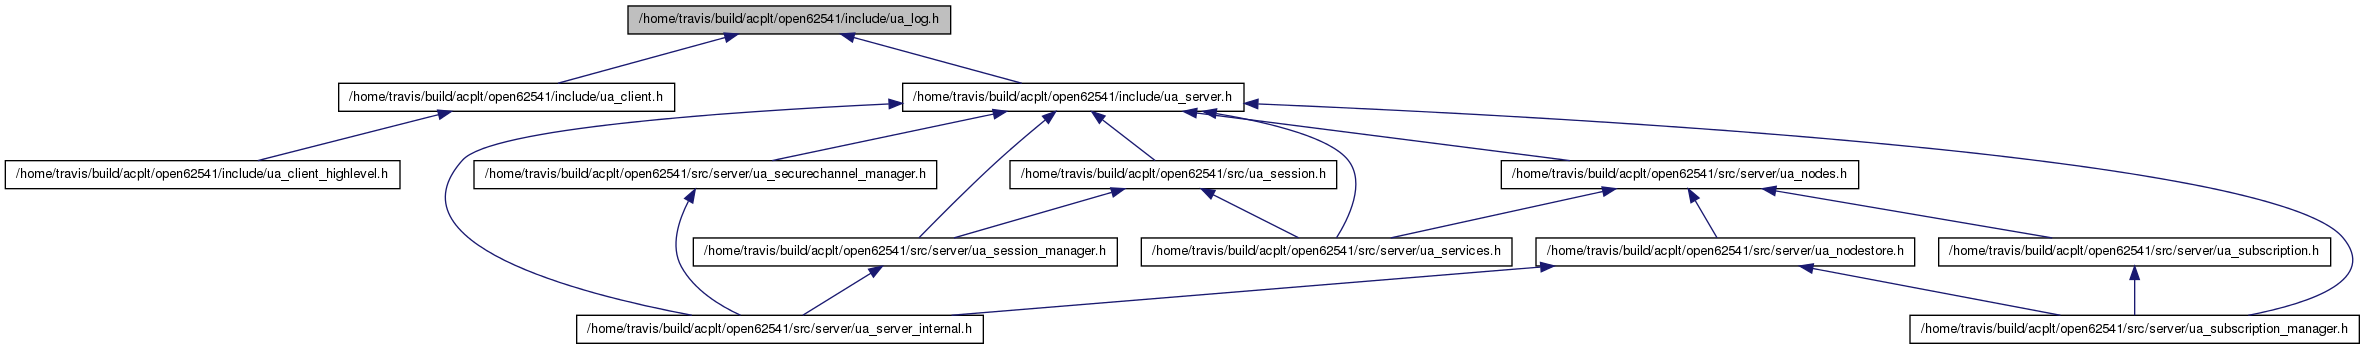 /home/travis/build/acplt/open62541/include/ua_log.h
/home/travis/build/acplt/open62541/include/ua_client.h
/home/travis/build/acplt/open62541/include/ua_server.h
/home/travis/build/acplt/open62541/include/ua_client_highlevel.h
/home/travis/build/acplt/open62541/src/server/ua_securechannel_manager.h
/home/travis/build/acplt/open62541/src/ua_session.h
/home/travis/build/acplt/open62541/src/server/ua_nodes.h
/home/travis/build/acplt/open62541/src/server/ua_session_manager.h
/home/travis/build/acplt/open62541/src/server/ua_services.h
/home/travis/build/acplt/open62541/src/server/ua_nodestore.h
/home/travis/build/acplt/open62541/src/server/ua_subscription.h
/home/travis/build/acplt/open62541/src/server/ua_server_internal.h
/home/travis/build/acplt/open62541/src/server/ua_subscription_manager.h